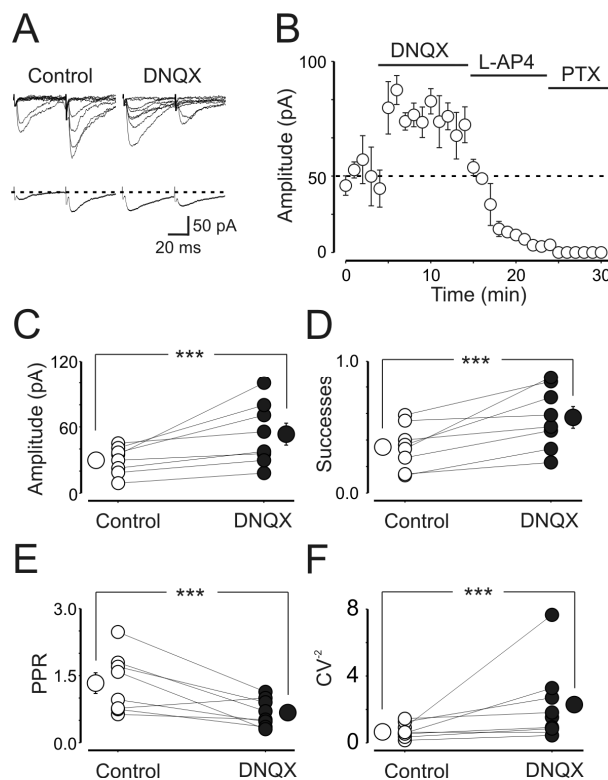 A
Control
DNQX
50 pA
20 ms
B
DNQX
L-AP4
PTX
Amplitude (pA)
100
50
0
0
10
20
30
Time (min)
C
***
Amplitude (pA)
120
60
0
Control
DNQX
D
***
Successes
1.0
0.0
Control
DNQX
E
***
PPR
3.0
1.5
0.0
Control
DNQX
F
***
CV⁻²
8
4
0
Control
DNQX